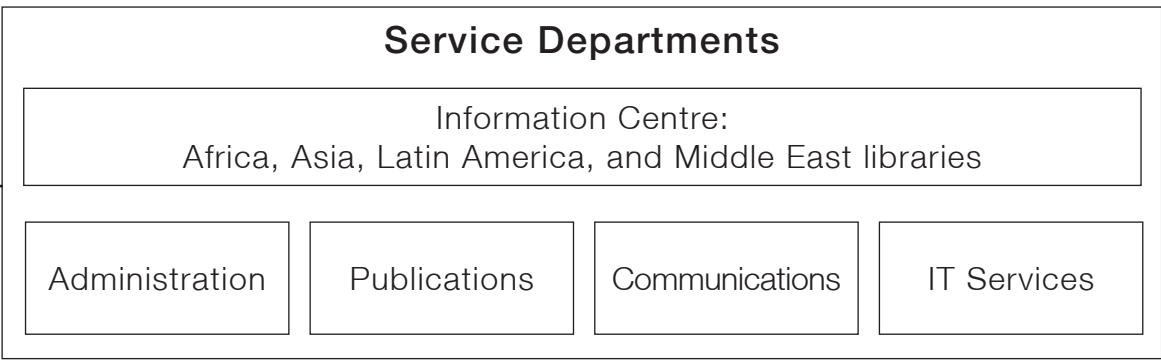 Service Departments
Information Centre:
Africa, Asia, Latin America, and Middle East libraries
Administration
Publications
Communications
IT Services